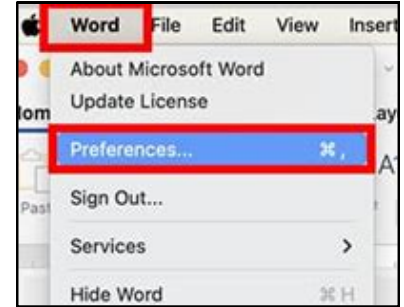 Word File Edit View Insert
About Microsoft Word
Update License
Preferences... ⌘ ,
Sign Out...
Services >
Hide Word ⌘ H